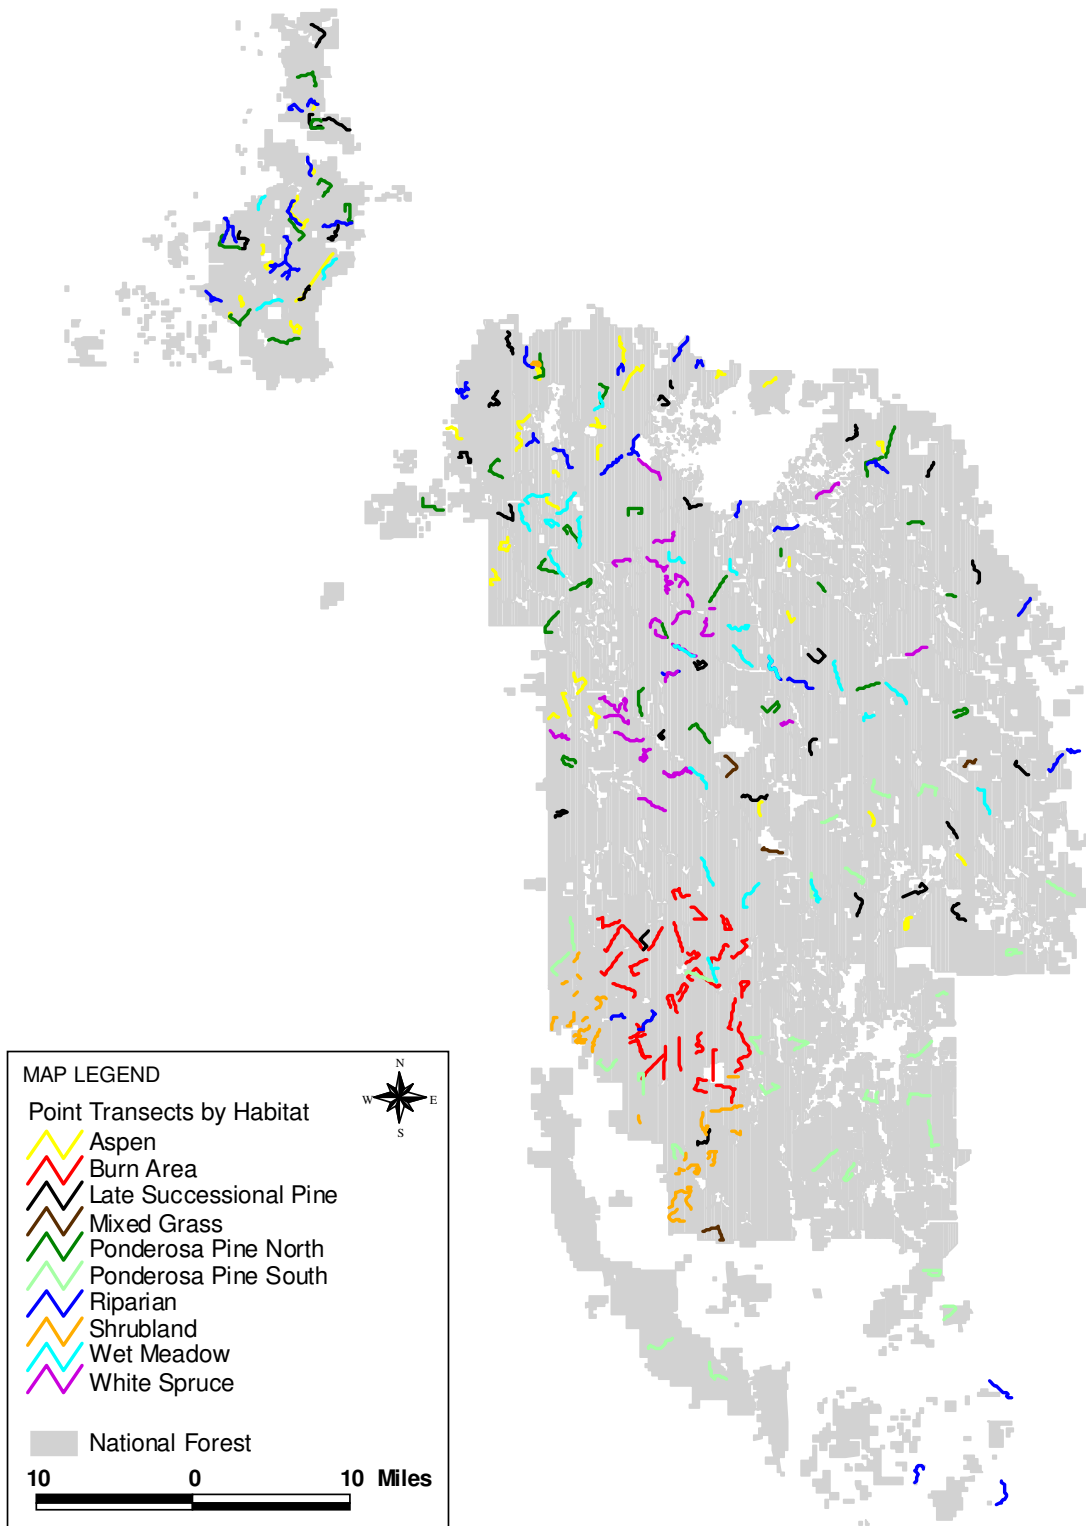 MAP LEGEND
N
W E
S
Point Transects by Habitat
Aspen
Burn Area
Late Successional Pine
Mixed Grass
Ponderosa Pine North
Ponderosa Pine South
Riparian
Shrubland
Wet Meadow
White Spruce
National Forest
10 0 10 Miles